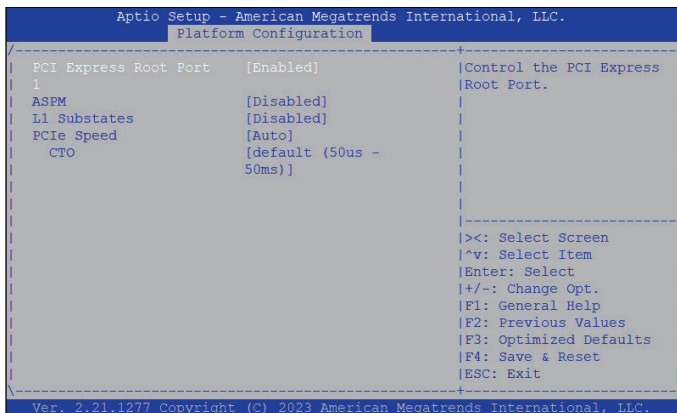 Aptio Setup - American Megatrends International, LLC.
Platform Configuration
PCI Express Root Port [Enabled] |Control the PCI Express
1 |Root Port.
ASPM [Disabled]
L1 Substates [Disabled]
PCIe Speed [Auto]
CTO [default (50us -
50ms)]
|><: Select Screen
|^v: Select Item
|Enter: Select
|+/-: Change Opt.
|F1: General Help
|F2: Previous Values
|F3: Optimized Defaults
|F4: Save & Reset
|ESC: Exit
Ver. 2.21.1277 Copyright (C) 2023 American Megatrends International, LLC.